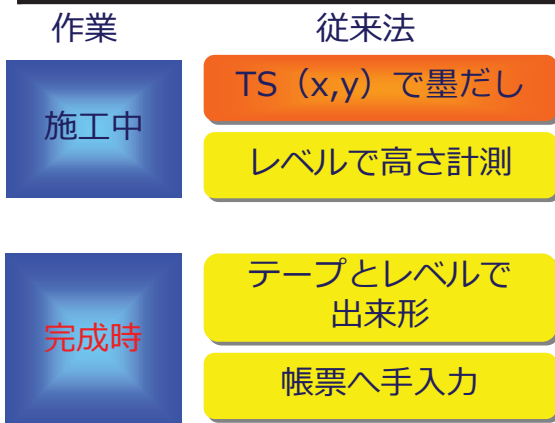 作業
従来法
施工中
TS（x,y）で墨だし
レベルで高さ計測
完成時
テープとレベルで
出来形
帳票へ手入力